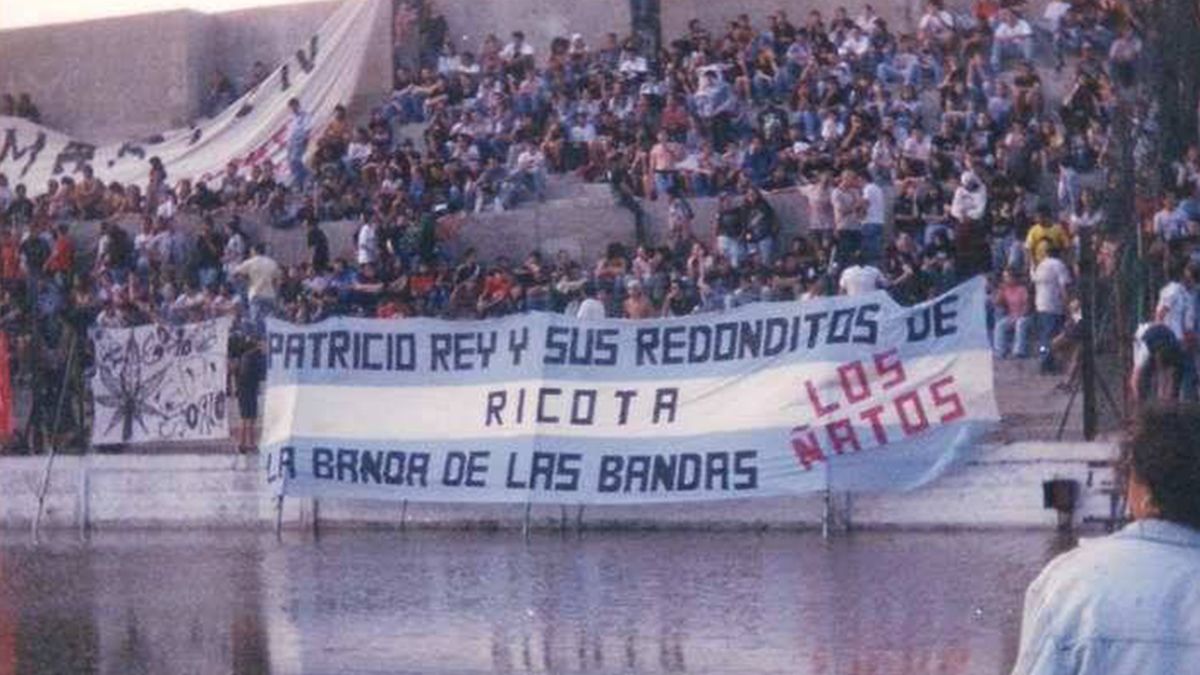 PATRICIO REY Y SUS REDONDITOS DE
RICOTA
LA BANDA DE LAS BANDAS
LOS
ÑATOS